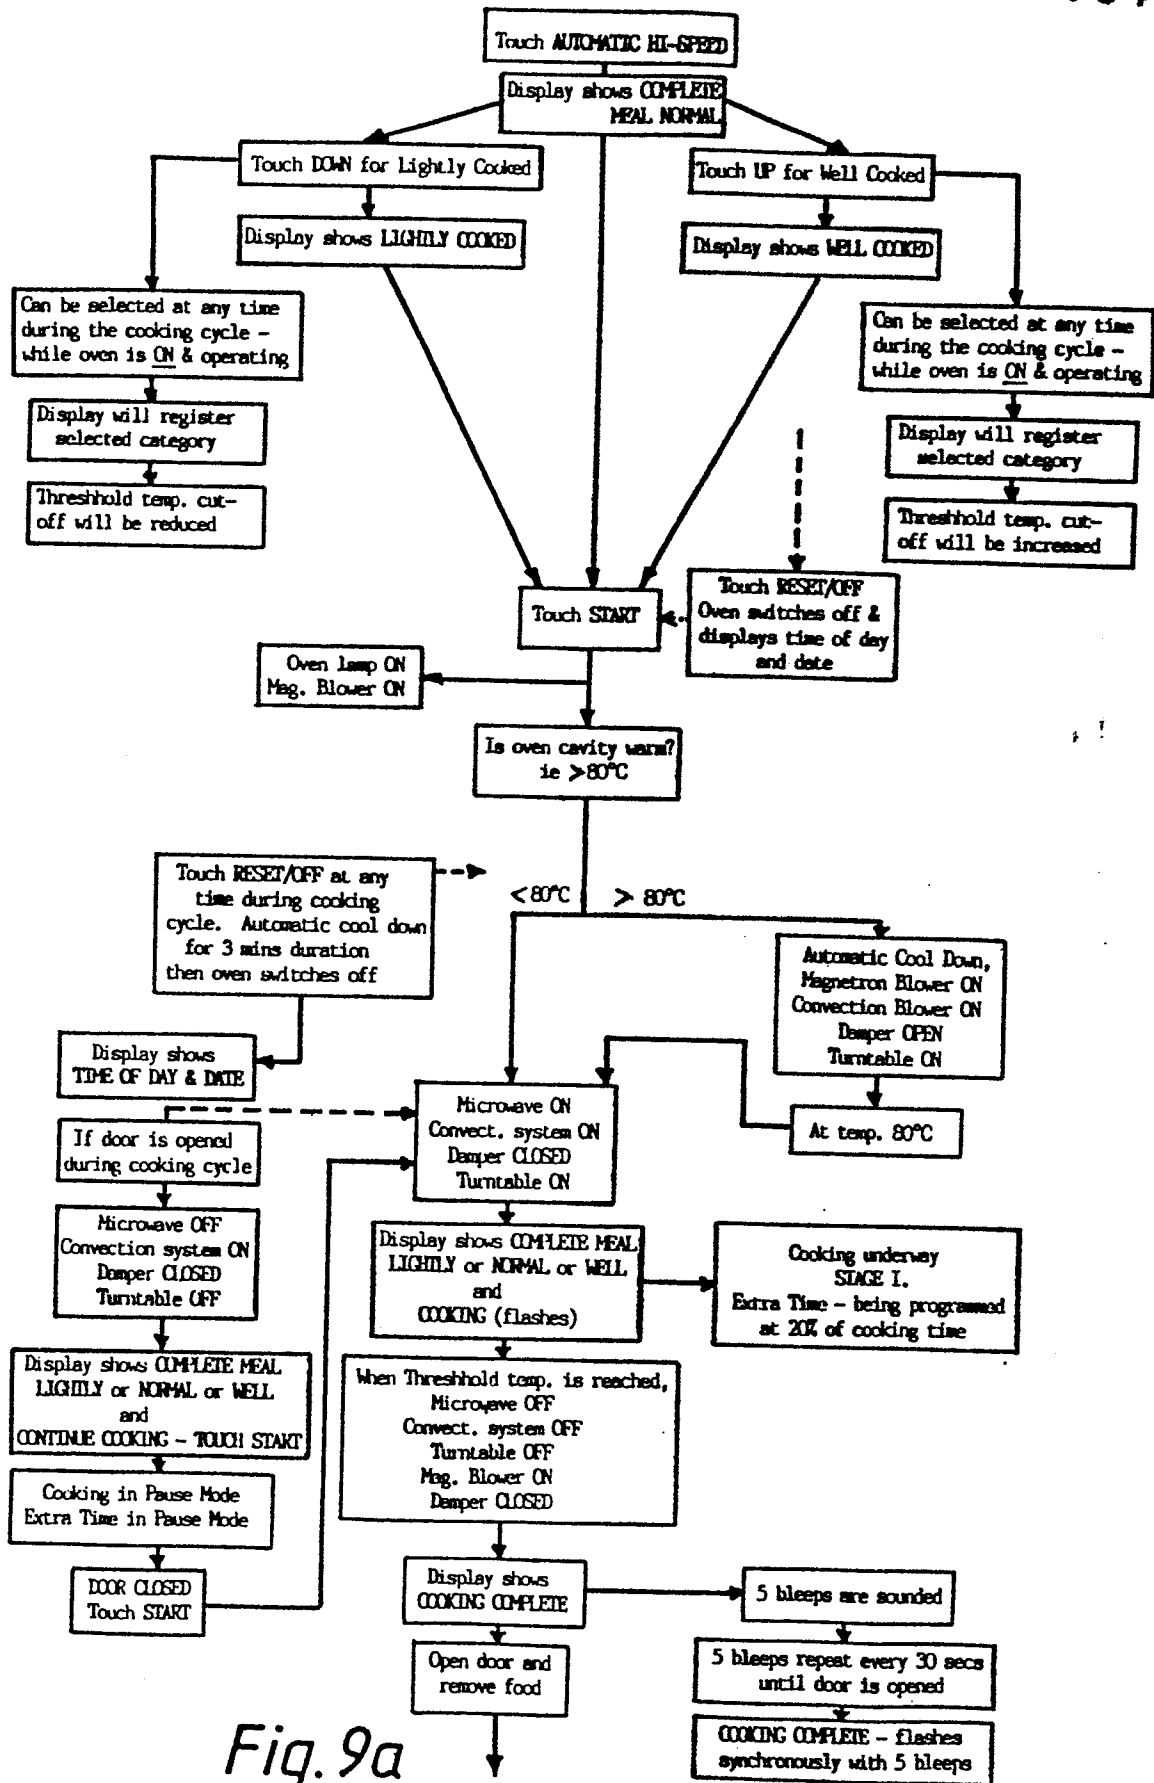 Touch AUTOMATIC HI-SPEED
Display shows COMPLETE
MEAL NORMAL
Touch DOWN for Lightly Cooked
Touch UP for Well Cooked
Display shows LIGHTLY COOKED
Display shows WELL COOKED
Can be selected at any time
during the cooking cycle -
while oven is ON & operating
Can be selected at any time
during the cooking cycle -
while oven is ON & operating
Display will register
selected category
Display will register
selected category
Threshhold temp. cut-
off will be reduced
Threshhold temp. cut-
off will be increased
Touch START
Touch RESET/OFF
Oven switches off &
displays time of day
and date
Oven lamp ON
Mag. Blower ON
Is oven cavity warm?
ie >80°C
Touch RESET/OFF at any
time during cooking
cycle. Automatic cool down
for 3 mins duration
then oven switches off
<80°C
> 80°C
Automatic Cool Down,
Magnetron Blower ON
Convection Blower ON
Damper OPEN
Turntable ON
Display shows
TIME OF DAY & DATE
At temp. 80°C
Microwave ON
Convect. system ON
Damper CLOSED
Turntable ON
If door is opened
during cooking cycle
Microwave OFF
Convection system ON
Damper CLOSED
Turntable OFF
Display shows COMPLETE MEAL
LIGHTLY or NORMAL or WELL
and
COOKING (flashes)
Cooking underway
STAGE I.
Extra Time - being programmed
at 20% of cooking time
Display shows COMPLETE MEAL
LIGHTLY or NORMAL or WELL
and
CONTINUE COOKING - TOUCH START
When Threshhold temp. is reached,
Microwave OFF
Convect. system OFF
Turntable OFF
Mag. Blower ON
Damper CLOSED
Cooking in Pause Mode
Extra Time in Pause Mode
DOOR CLOSED
Touch START
Display shows
COOKING COMPLETE
5 bleeps are sounded
Open door and
remove food
5 bleeps repeat every 30 secs
until door is opened
COOKING COMPLETE - flashes
synchronously with 5 bleeps
Fig. 9a